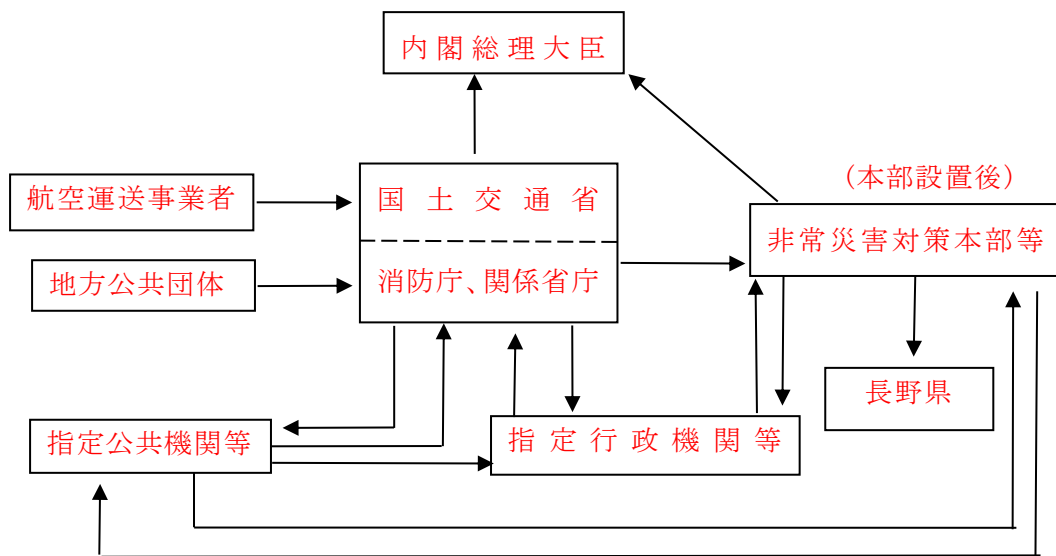 内閣総理大臣
航空運送事業者
国土交通省
(本部設置後)
非常災害対策本部等
地方公共団体
消防庁、関係省庁
長野県
指定公共機関等
指定行政機関等